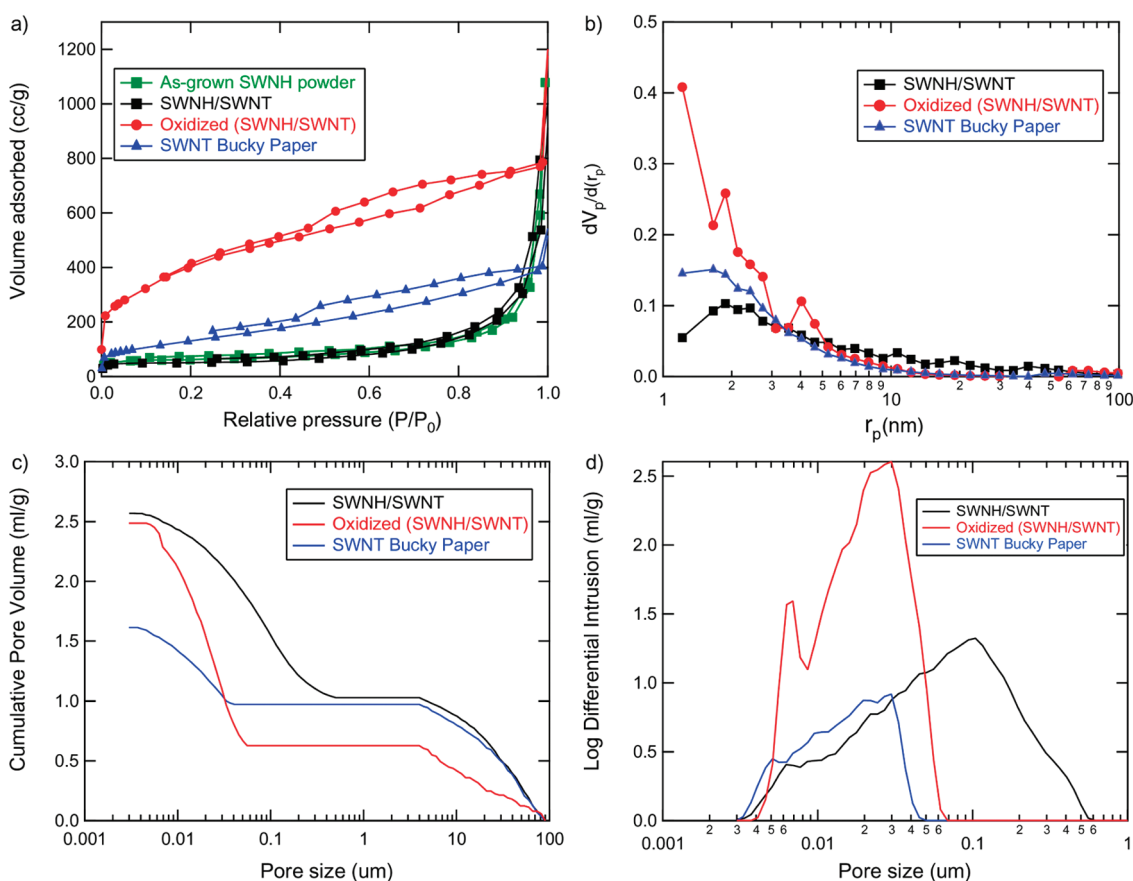 a)
1200
1000
800
600
400
200
0
As-grown SWNH powder
SWNH/SWNT
Oxidized (SWNH/SWNT)
SWNT Bucky Paper
Volume adsorbed (cc/g)
0.0 0.2 0.4 0.6 0.8 1.0
Relative pressure (P/P0)
b)
0.5
0.4
0.3
0.2
0.1
0.0
SWNH/SWNT
Oxidized (SWNH/SWNT)
SWNT Bucky Paper
dVp/d(rp)
2 3 4 5 6 7 8 9 2 3 4 5 6 7 8 9
1 10 100
rp(nm)
c)
3.0
2.5
2.0
1.5
1.0
0.5
0.0
SWNH/SWNT
Oxidized (SWNH/SWNT)
SWNT Bucky Paper
Cumulative Pore Volume (ml/g)
0.001 0.01 0.1 1 10 100
Pore size (um)
d)
2.5
2.0
1.5
1.0
0.5
0.0
SWNH/SWNT
Oxidized (SWNH/SWNT)
SWNT Bucky Paper
Log Differential Intrusion (ml/g)
2 3 4 5 6 2 3 4 5 6 2 3 4 5 6
0.001 0.01 0.1 1
Pore size (um)